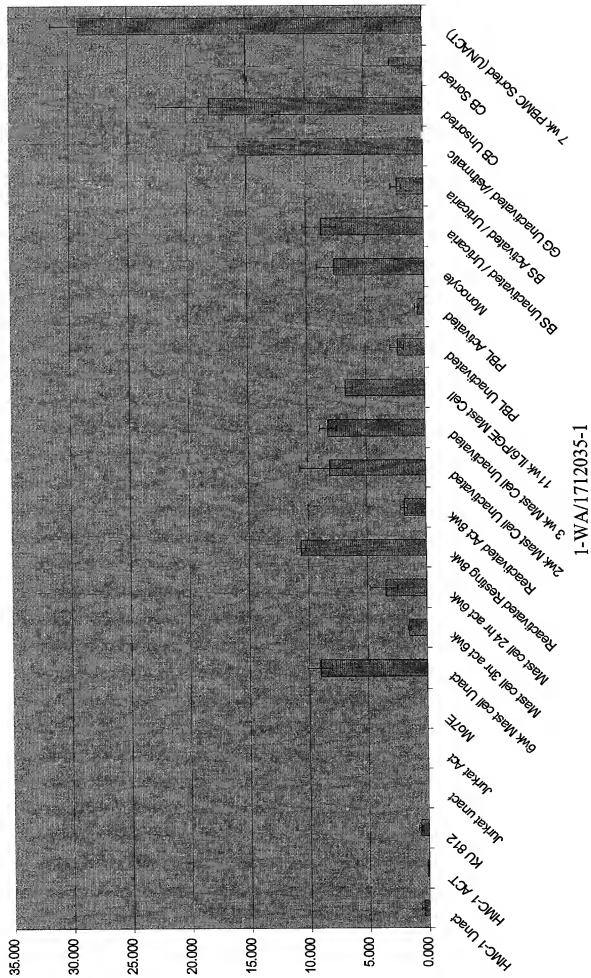 35.000
30.000
25.000
20.000
15.000
10.000
5.000
0.000
HMC-1 Unact
HMC-1 ACT
KU 812
Jurkat unact
Jurkat Act
Mo7E
6wk Mast cell Unact
Mast cell 3hr act 6wk
Mast cell 24 hr act 6wk
Reactivated Resting 8wk
Reactivated Act 8wk
2wk Mast Cell Unactivated
3 wk Mast Cell Unactivated
11 wk IL6/PGE Mast Cell
PBL Unactivated
PBL Activated
Monocyte
BS Unactivated / Urticaria
BS Activated / Urticaria
GG Unactivated /Asthmatic
CB Unsorted
CB Sorted
7 wk PBMC Sorted (UNACT)
1-WA/1712035-1